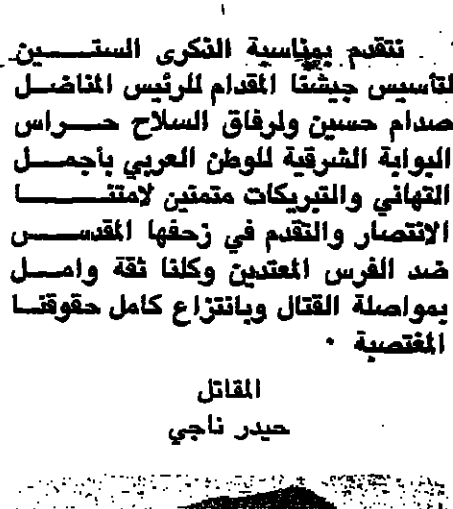 نتقدم بمناسبة الذكرى الستين
لتأسيس جيشنا المقدام للرئيس المناضل
صدام حسين ولرفاق السلاح حراس
البوابة الشرقية للوطن العربي بأجمل
التهاني والتبريكات متمنين لامتنا
الانتصار والتقدم في زحفها المقدس
ضد الفرس المعتدين وكلنا ثقة وامل
بمواصلة القتال وبانتزاع كامل حقوقنا
المغتصبة ٠
المقاتل
حيدر ناجي